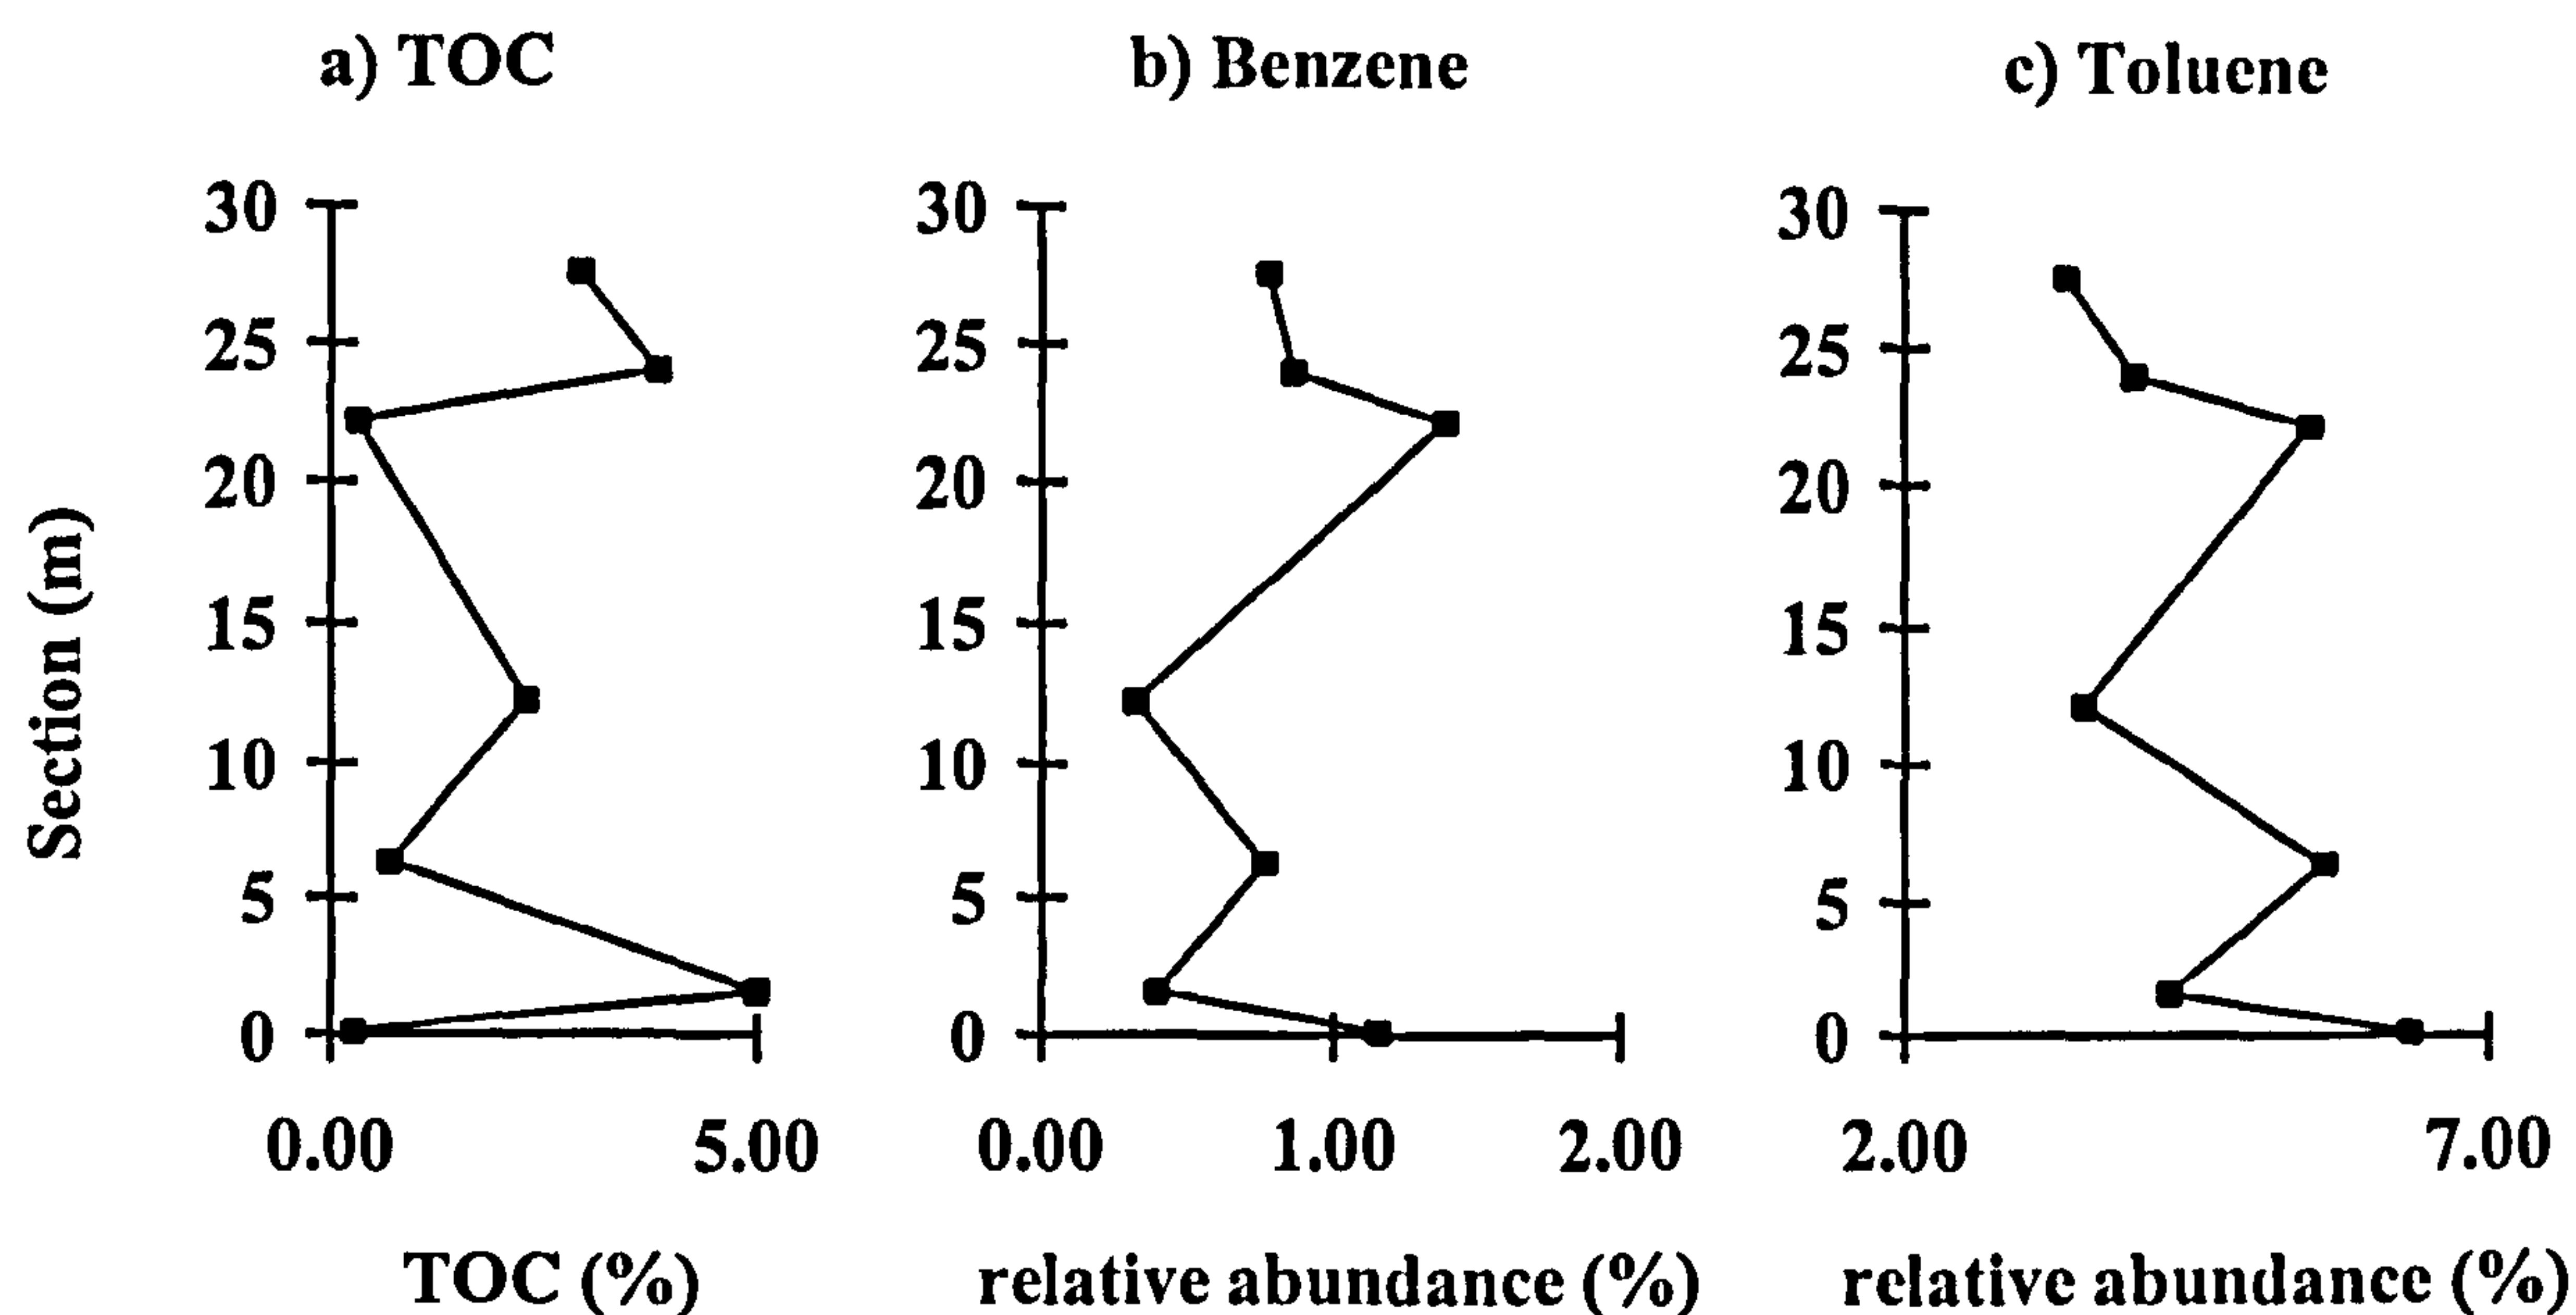 a) TOC
b) Benzene
c) Toluene
Section (m)
30
25
20
15
10
5
0
0.00 5.00
TOC (%)
30
25
20
15
10
5
0
0.00 1.00 2.00
relative abundance (%)
30
25
20
15
10
5
0
2.00 7.00
relative abundance (%)